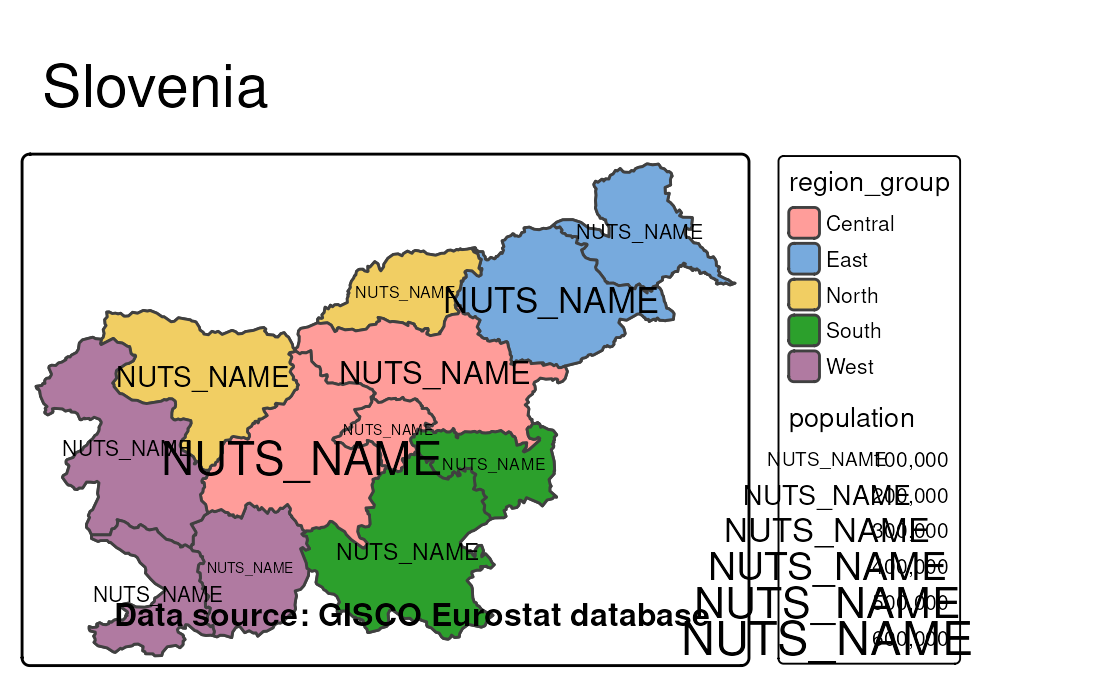 Slovenia
NUTS_NAME
NUTS_NAME
NUTS_NAME
NUTS_NAME
NUTS_NAME
NUTS_NAME
NUTS_NAME
NUTS_NAME
NUTS_NAME
NUTS_NAME
NUTS_NAME
NUTS_NAME
Data source: GISCO Eurostat database
region_group
Central
East
North
South
West
population
NUTS_NAME 100,000
NUTS_NAME 200,000
NUTS_NAME 300,000
NUTS_NAME 400,000
NUTS_NAME 500,000
NUTS_NAME 600,000